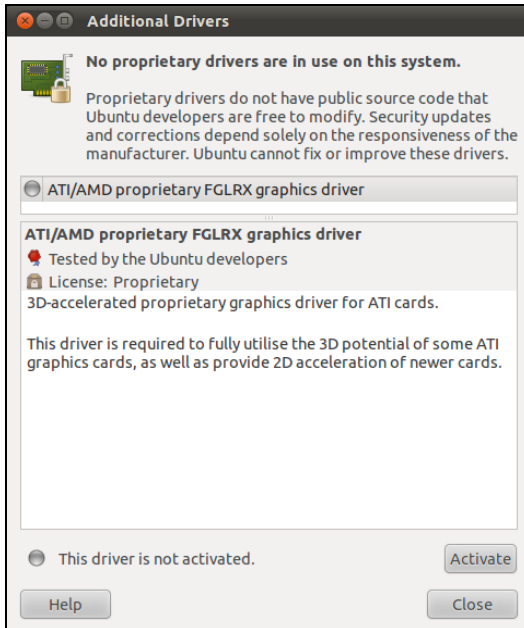 Additional Drivers
No proprietary drivers are in use on this system.
Proprietary drivers do not have public source code that
Ubuntu developers are free to modify. Security updates
and corrections depend solely on the responsiveness of the
manufacturer. Ubuntu cannot fix or improve these drivers.
ATI/AMD proprietary FGLRX graphics driver
ATI/AMD proprietary FGLRX graphics driver
Tested by the Ubuntu developers
License: Proprietary
3D-accelerated proprietary graphics driver for ATI cards.
This driver is required to fully utilise the 3D potential of some ATI
graphics cards, as well as provide 2D acceleration of newer cards.
This driver is not activated.
Activate
Help
Close